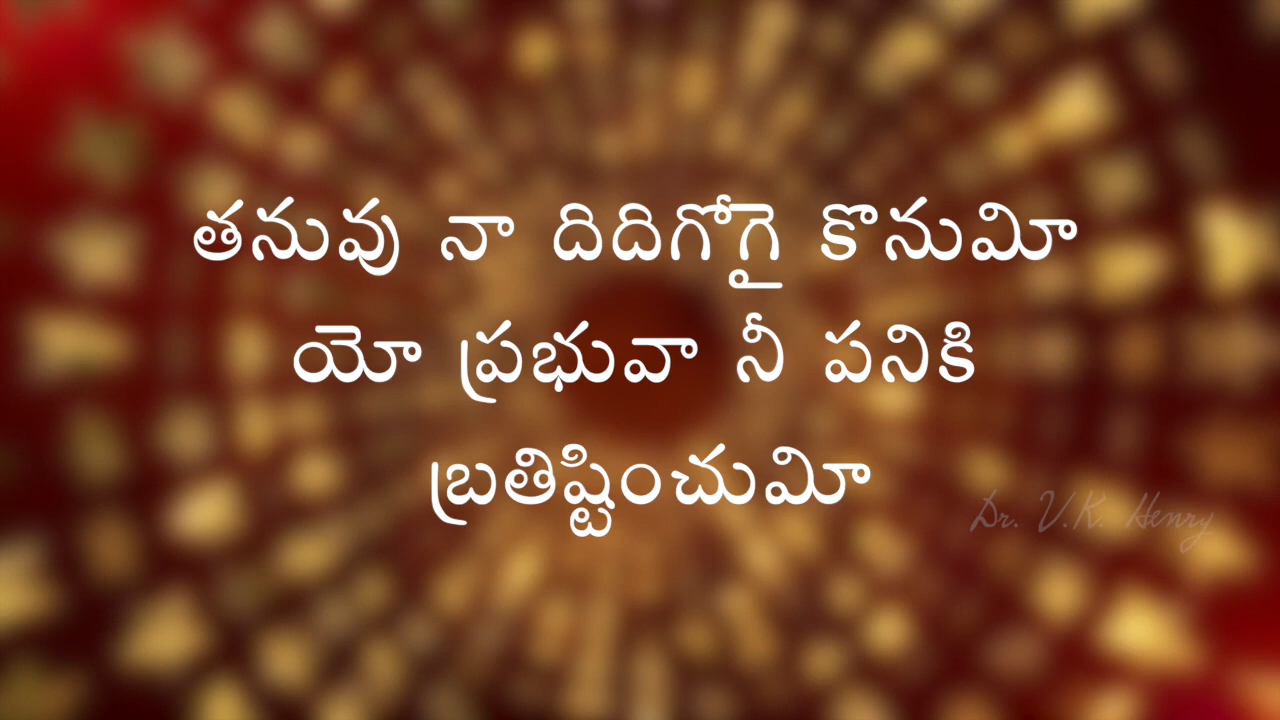 తనువు నా దిదిగోగై కొనుమీ
యో ప్రభువా నీ పనికి
బ్రతిష్టించుమీ
Dr. V.K. Henry